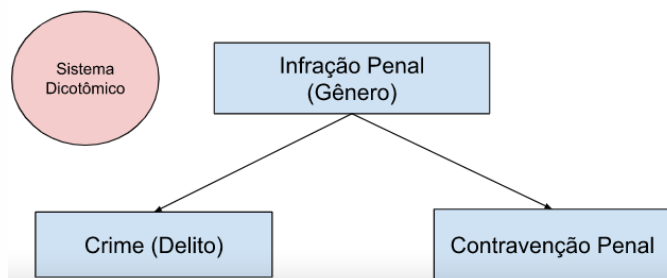 Sistema
Dicotômico
Infração Penal
(Gênero)
Crime (Delito)
Contravenção Penal